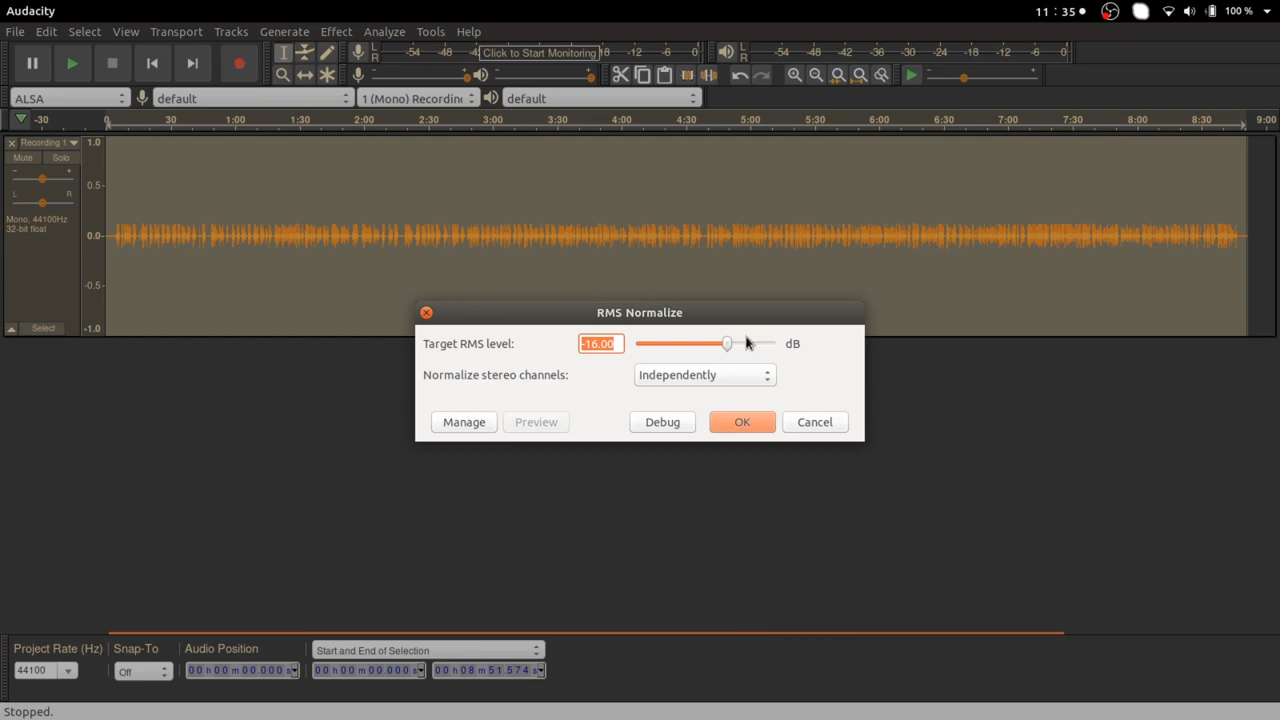 Audacity
11 : 35 100 %
File Edit Select View Transport Tracks Generate Effect Analyze Tools Help
L R -54 -48 -4 Click to Start Monitoring 18 -12 -6 0 L R -54 -48 -42 -36 -30 -24 -18 -12 -6 0
ALSA default 1 (Mono) Recordin default
-30 0 30 1:00 1:30 2:00 2:30 3:00 3:30 4:00 4:30 5:00 5:30 6:00 6:30 7:00 7:30 8:00 8:30 9:00
Recording 1 1.0
Mute Solo
- +
0.5
L R
Mono, 44100Hz
32-bit float
0.0
-0.5
Select -1.0
RMS Normalize
Target RMS level: -16.00 dB
Normalize stereo channels: Independently
Manage Preview Debug OK Cancel
Project Rate (Hz) Snap-To Audio Position Start and End of Selection
44100 Off 00 h 00 m 00.000 s 00 h 00 m 00.000 s 00 h 08 m 51.574 s
Stopped.